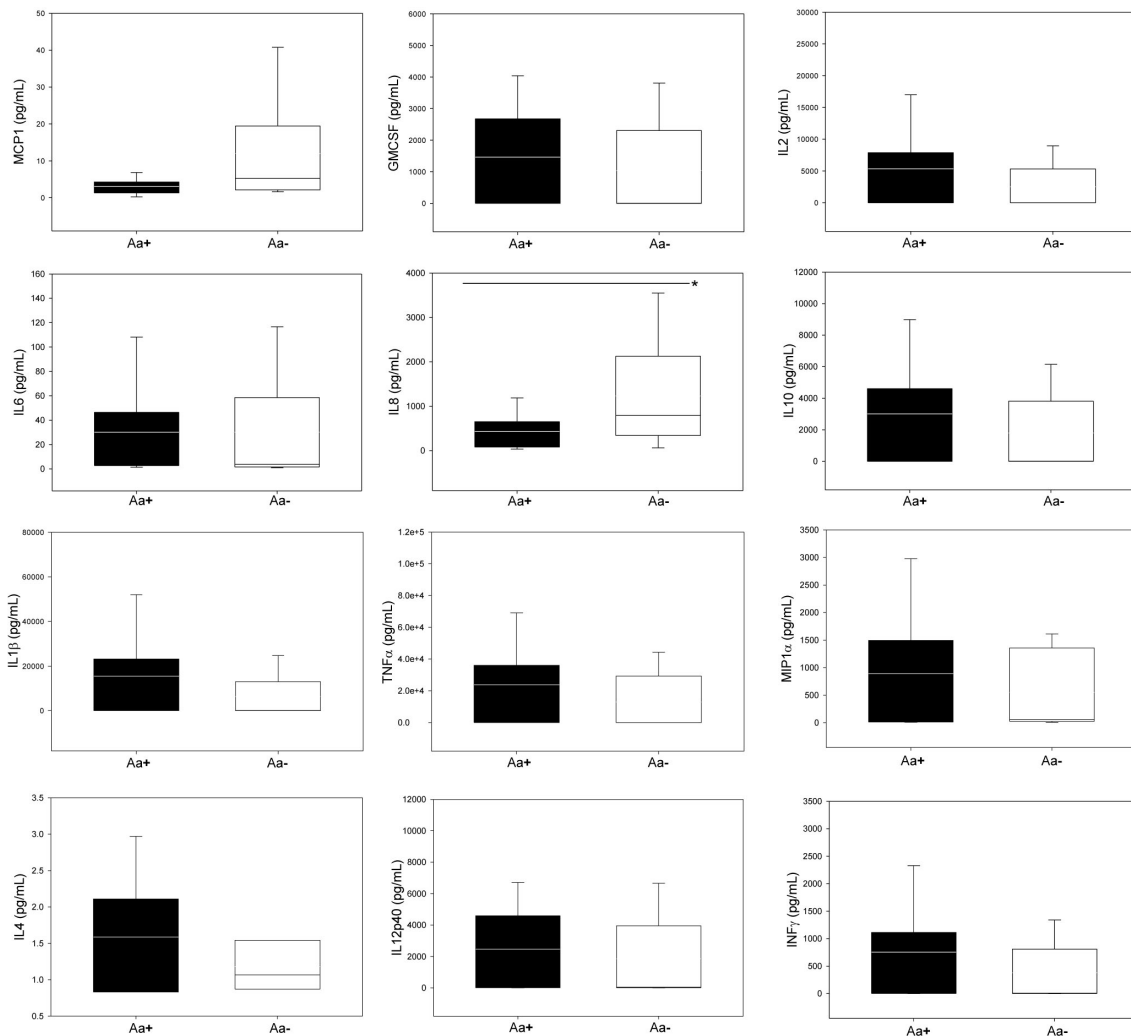 MCP1 (pg/mL)
50
40
30
20
10
0
Aa+
Aa-
GMCSF (pg/mL)
6000
5000
4000
3000
2000
1000
0
Aa+
Aa-
IL2 (pg/mL)
30000
25000
20000
15000
10000
5000
0
Aa+
Aa-
IL6 (pg/mL)
160
140
120
100
80
60
40
20
0
Aa+
Aa-
IL8 (pg/mL)
4000
3000
2000
1000
0
*
Aa+
Aa-
IL10 (pg/mL)
12000
10000
8000
6000
4000
2000
0
Aa+
Aa-
IL1β (pg/mL)
80000
60000
40000
20000
0
Aa+
Aa-
TNFα (pg/mL)
1.2e+5
1.0e+5
8.0e+4
6.0e+4
4.0e+4
2.0e+4
0.0
Aa+
Aa-
MIP1α (pg/mL)
3500
3000
2500
2000
1500
1000
500
0
Aa+
Aa-
IL4 (pg/mL)
3.5
3.0
2.5
2.0
1.5
1.0
0.5
Aa+
Aa-
IL12p40 (pg/mL)
12000
10000
8000
6000
4000
2000
0
Aa+
Aa-
INFγ (pg/mL)
3500
3000
2500
2000
1500
1000
500
0
Aa+
Aa-